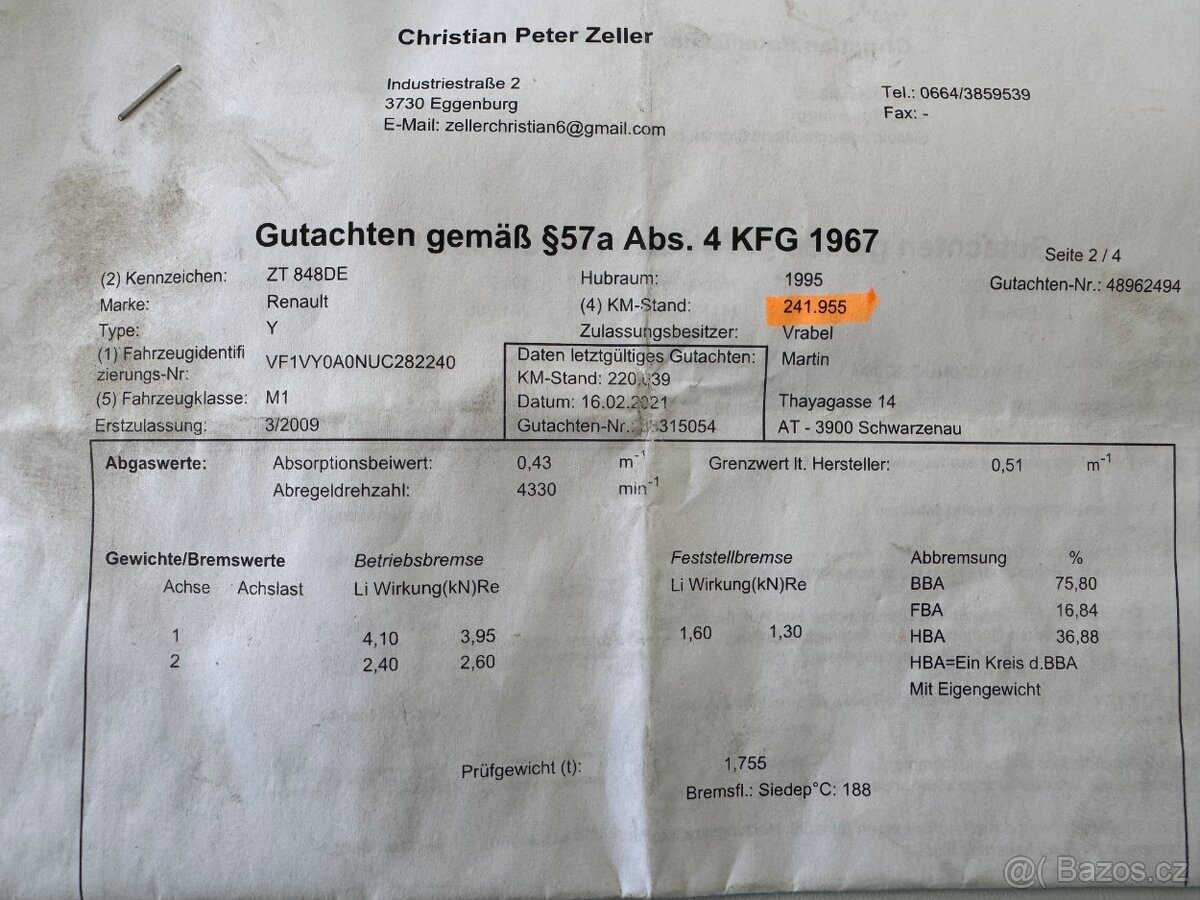 Christian Peter Zeller
Industriestraße 2
3730 Eggenburg
E-Mail: zellerchristian6@gmail.com
Tel.: 0664/3859539
Fax: -
Gutachten gemäß §57a Abs. 4 KFG 1967
Seite 2 / 4
Gutachten-Nr.: 48962494
(2) Kennzeichen: ZT 848DE
Marke: Renault
Type: Y
(1) Fahrzeugidentifi
zierungs-Nr: VF1VY0A0NUC282240
(5) Fahrzeugklasse: M1
Erstzulassung: 3/2009
Hubraum: 1995
(4) KM-Stand: 241.955
Zulassungsbesitzer: Vrabel
Martin
Thayagasse 14
AT - 3900 Schwarzenau
Daten letztgültiges Gutachten:
KM-Stand:
Datum: 16.02.2021
Gutachten-Nr.:
Abgaswerte: Absorptionsbeiwert: 0,43 m-1 Grenzwert lt. Hersteller: 0,51 m-1
Abregeldrehzahl: 4330 min-1
Gewichte/Bremswerte Betriebsbremse Feststellbremse Abbremsung %
Achse Achslast Li Wirkung(kN)Re Li Wirkung(kN)Re BBA 75,80
FBA 16,84
1 4,10 3,95 1,60 1,30 HBA 36,88
2 2,40 2,60 HBA=Ein Kreis d.BBA
Mit Eigengewicht
Prüfgewicht (t): 1,755
Bremsfl.: Siedep°C: 188
@( Bazos.cz